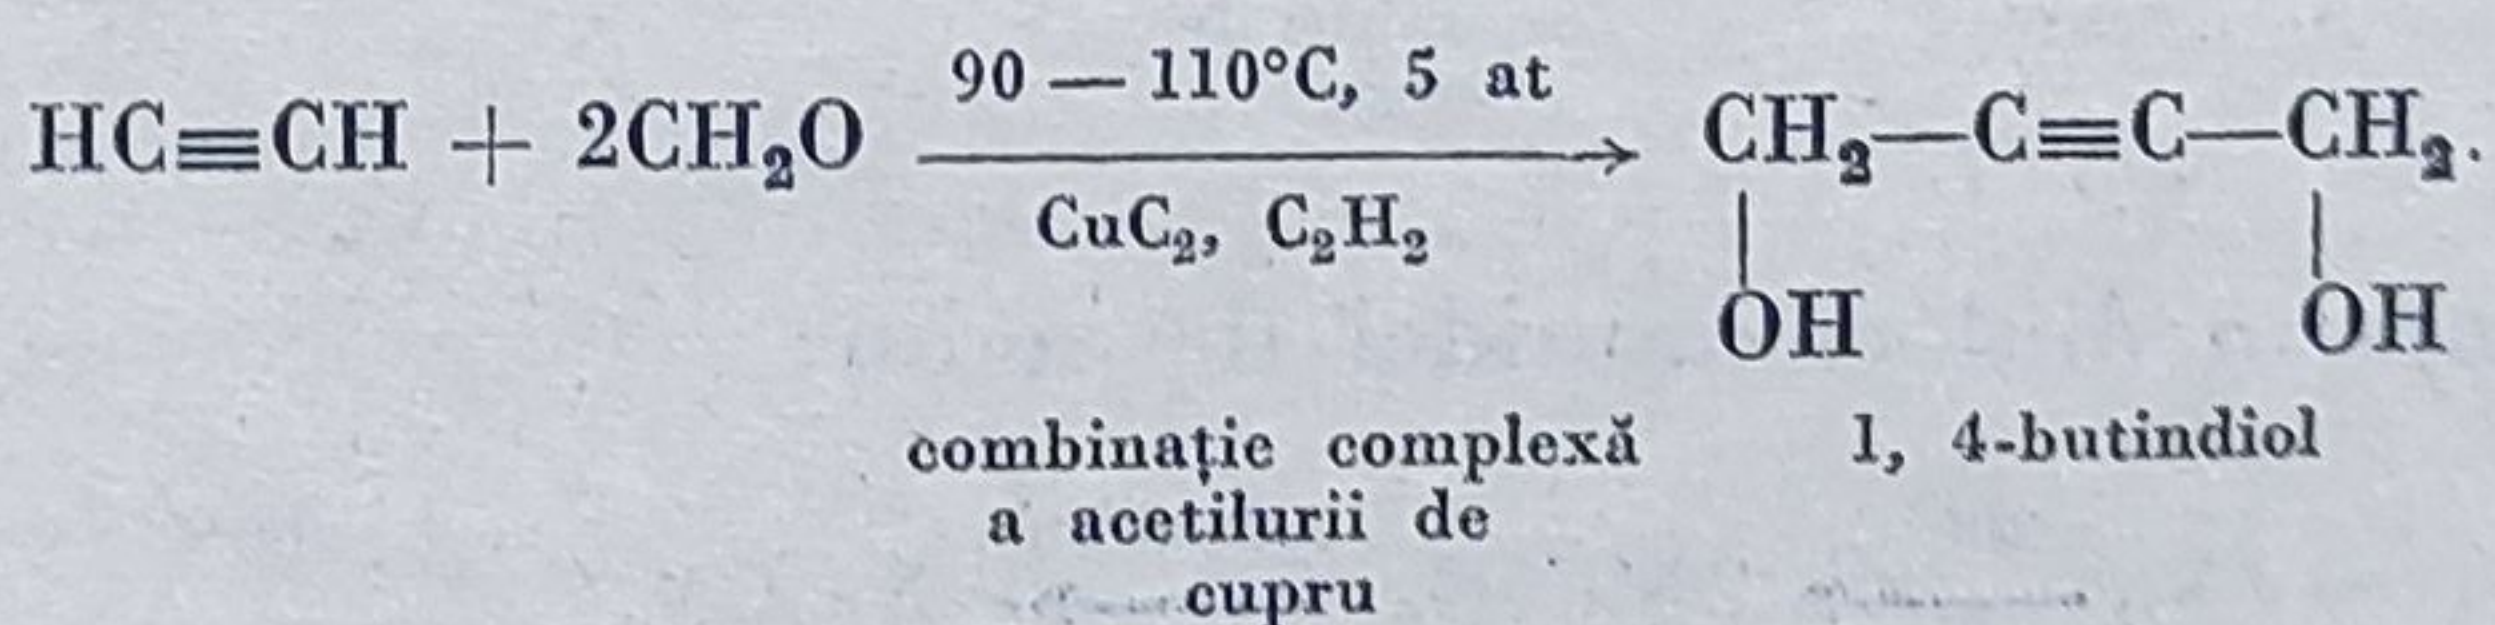 90 — 110°C, 5 at
HC≡CH + 2CH₂O ⟶ CH₂—C≡C—CH₂.
CuC₂, C₂H₂
| |
OH OH
combinație complexă 1, 4-butindiol
a acetilurii de
cupru